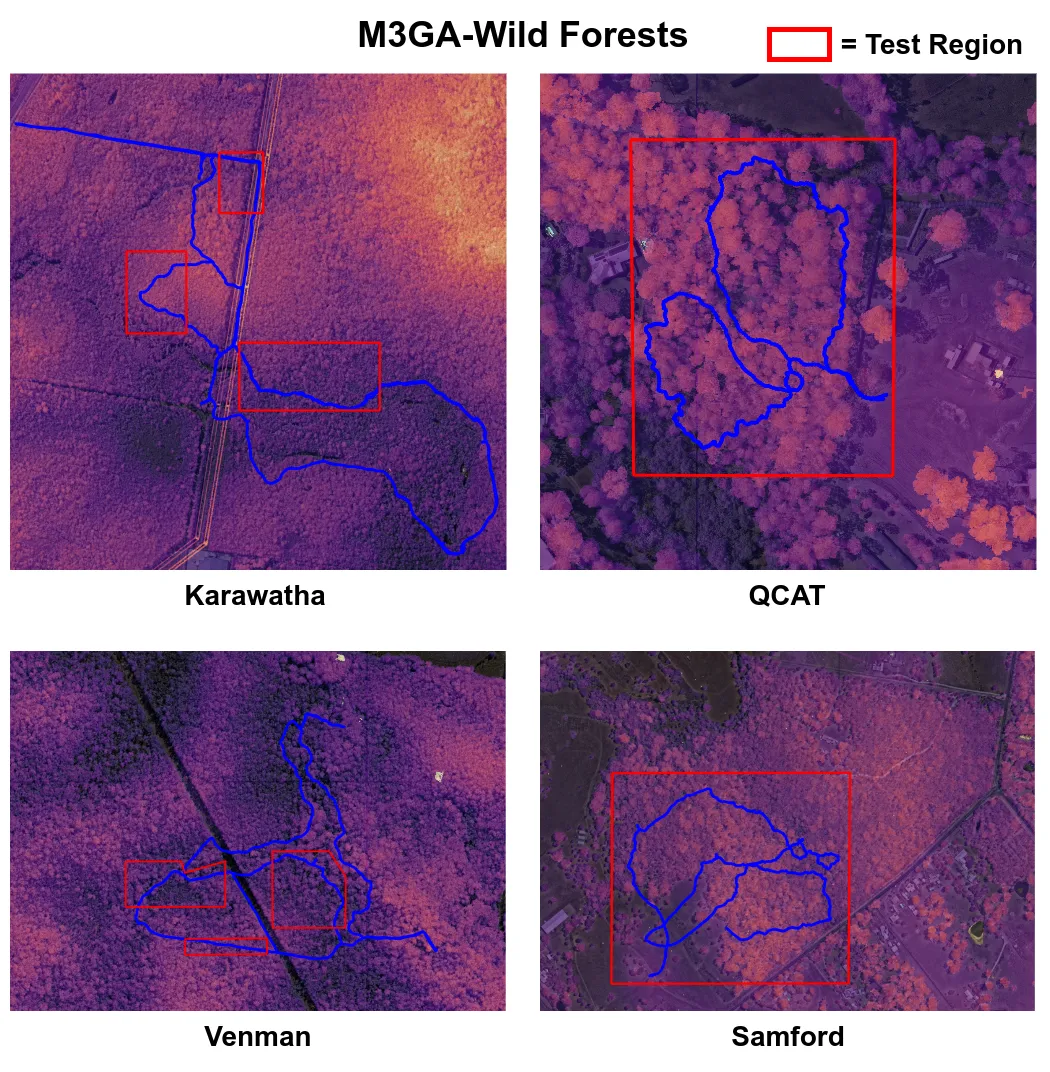 M3GA-Wild Forests
= Test Region
Karawatha
QCAT
Venman
Samford